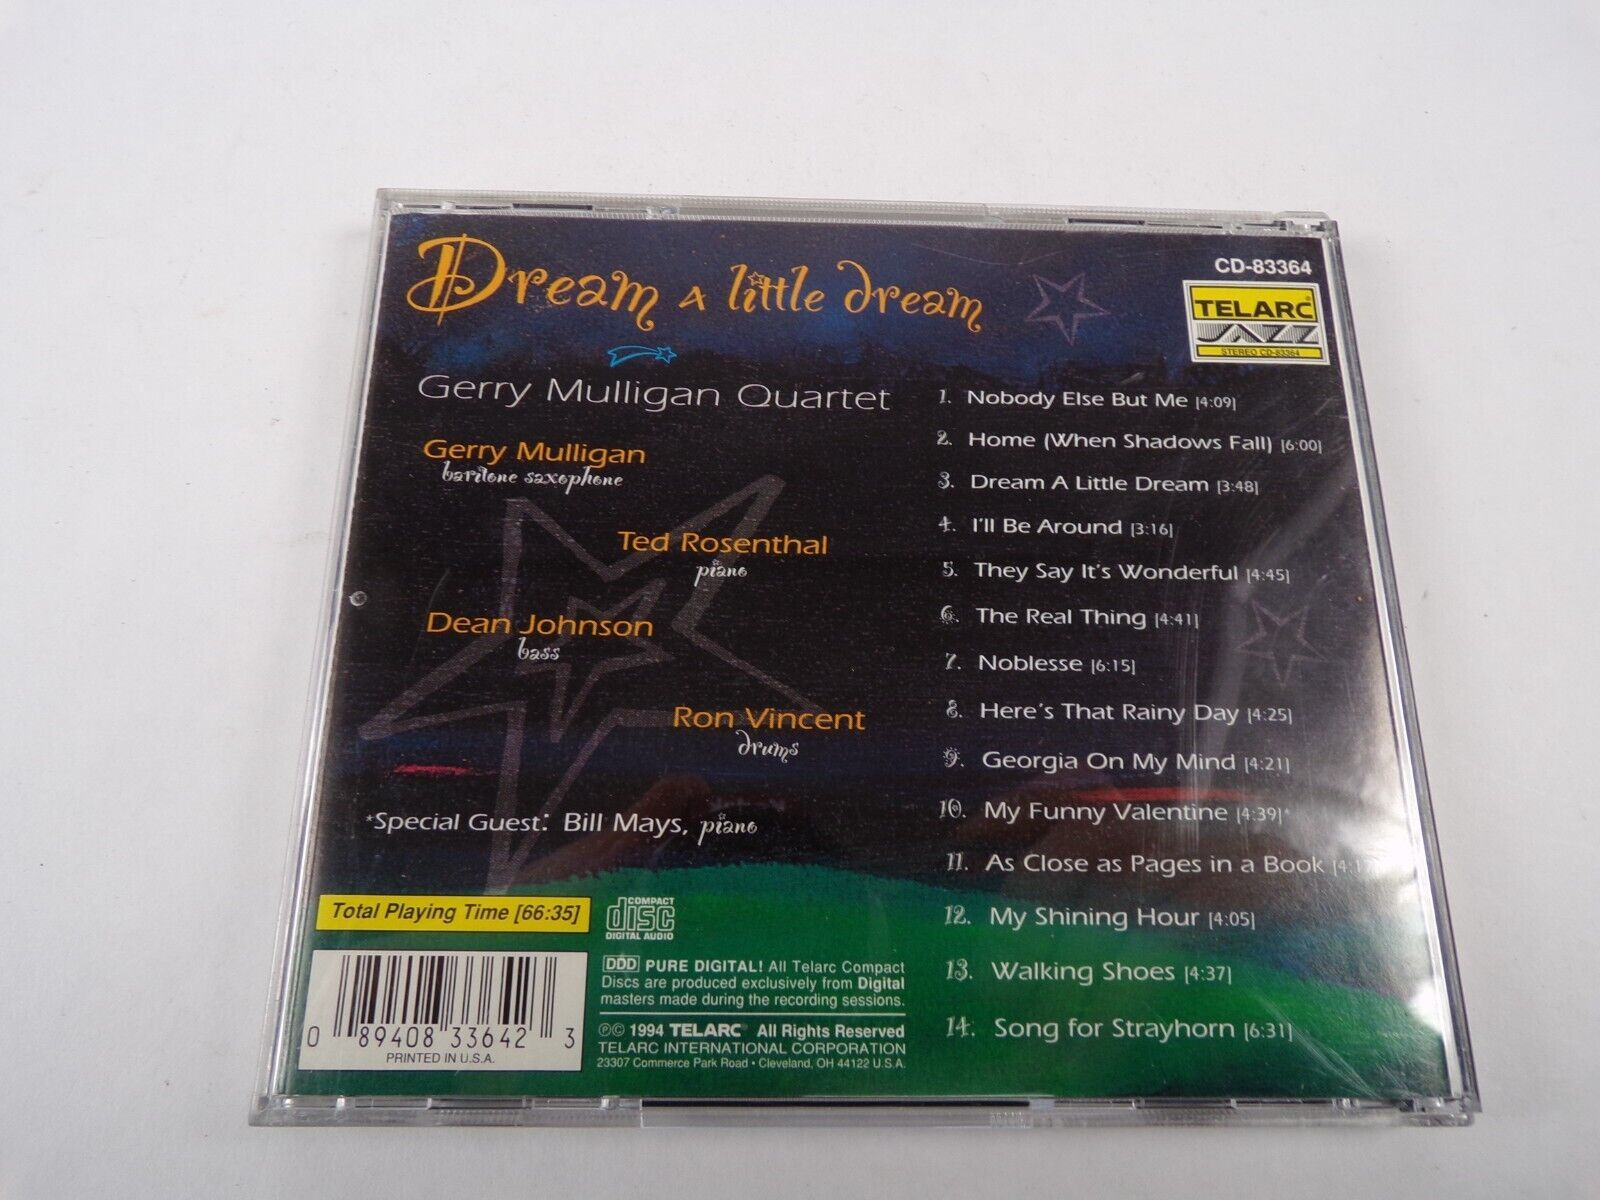 Dream A little dream
CD-83364
TELARC®
JAZZ
STEREO CD-83364
Gerry Mulligan Quartet
Gerry Mulligan
baritone saxophone
Ted Rosenthal
piano
Dean Johnson
bass
Ron Vincent
drums
*Special Guest: Bill Mays, piano
1. Nobody Else But Me [4:09]
2. Home (When Shadows Fall) [6:00]
3. Dream A Little Dream [3:48]
4. I'll Be Around [3:16]
5. They Say It's Wonderful [4:45]
6. The Real Thing [4:41]
7. Noblesse [6:15]
8. Here's That Rainy Day [4:25]
9. Georgia On My Mind [4:21]
10. My Funny Valentine [4:39]*
11. As Close as Pages in a Book
12. My Shining Hour [4:05]
13. Walking Shoes [4:37]
14. Song for Strayhorn [6:31]
Total Playing Time [66:35]
COMPACT
disc
DIGITAL AUDIO
DDD PURE DIGITAL! All Telarc Compact
Discs are produced exclusively from Digital
masters made during the recording sessions.
℗© 1994 TELARC® All Rights Reserved
TELARC INTERNATIONAL CORPORATION
23307 Commerce Park Road • Cleveland, OH 44122 U.S.A.
0 89408 33642 3
PRINTED IN U.S.A.